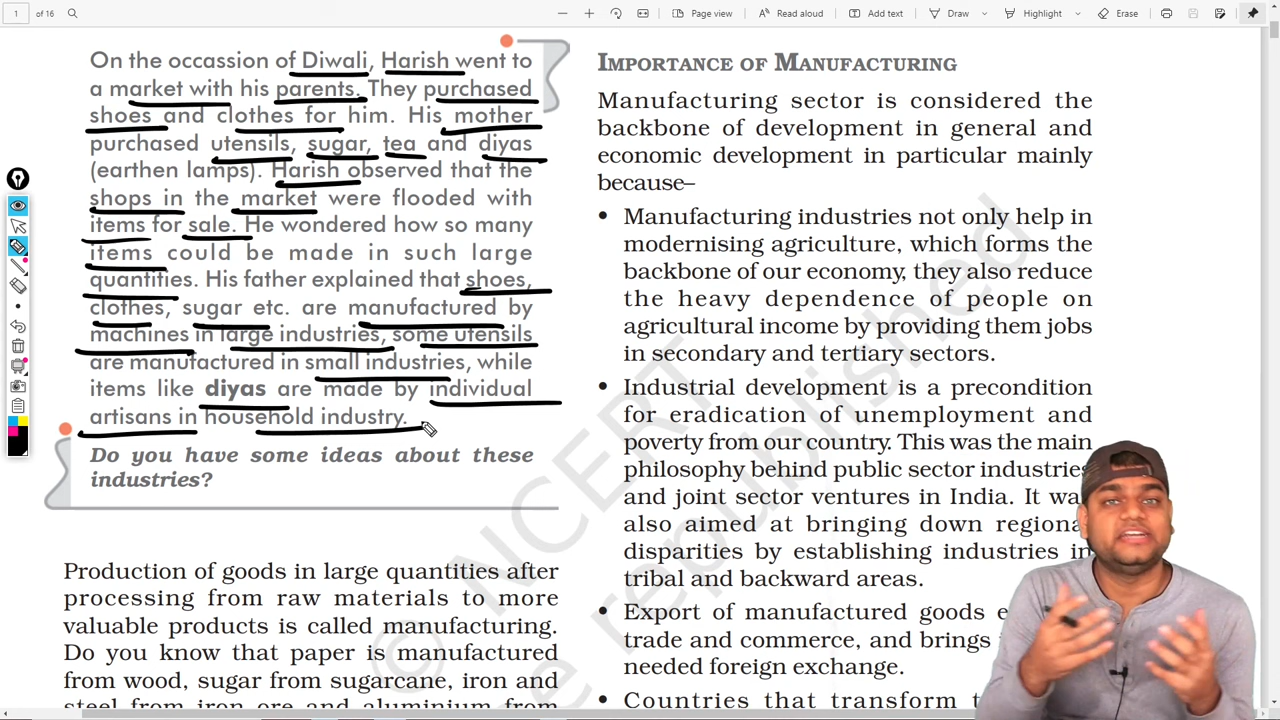 1 of 16
Page view
Read aloud
Add text
Draw
Highlight
Erase
On the occassion of Diwali, Harish went to
a market with his parents. They purchased
shoes and clothes for him. His mother
purchased utensils, sugar, tea and diyas
(earthen lamps). Harish observed that the
shops in the market were flooded with
items for sale. He wondered how so many
items could be made in such large
quantities. His father explained that shoes,
clothes, sugar etc. are manufactured by
machines in large industries, some utensils
are manufactured in small industries, while
items like diyas are made by individual
artisans in household industry.
Do you have some ideas about these
industries?
Production of goods in large quantities after
processing from raw materials to more
valuable products is called manufacturing.
Do you know that paper is manufactured
from wood, sugar from sugarcane, iron and
steel from iron ore and aluminium from
IMPORTANCE OF MANUFACTURING
Manufacturing sector is considered the
backbone of development in general and
economic development in particular mainly
because–
• Manufacturing industries not only help in
modernising agriculture, which forms the
backbone of our economy, they also reduce
the heavy dependence of people on
agricultural income by providing them jobs
in secondary and tertiary sectors.
• Industrial development is a precondition
for eradication of unemployment and
poverty from our country. This was the main
philosophy behind public sector industries
and joint sector ventures in India. It was
also aimed at bringing down regional
disparities by establishing industries in
tribal and backward areas.
• Export of manufactured goods
trade and commerce, and brings
needed foreign exchange.
• Countries that transform
© NCERT
be republished